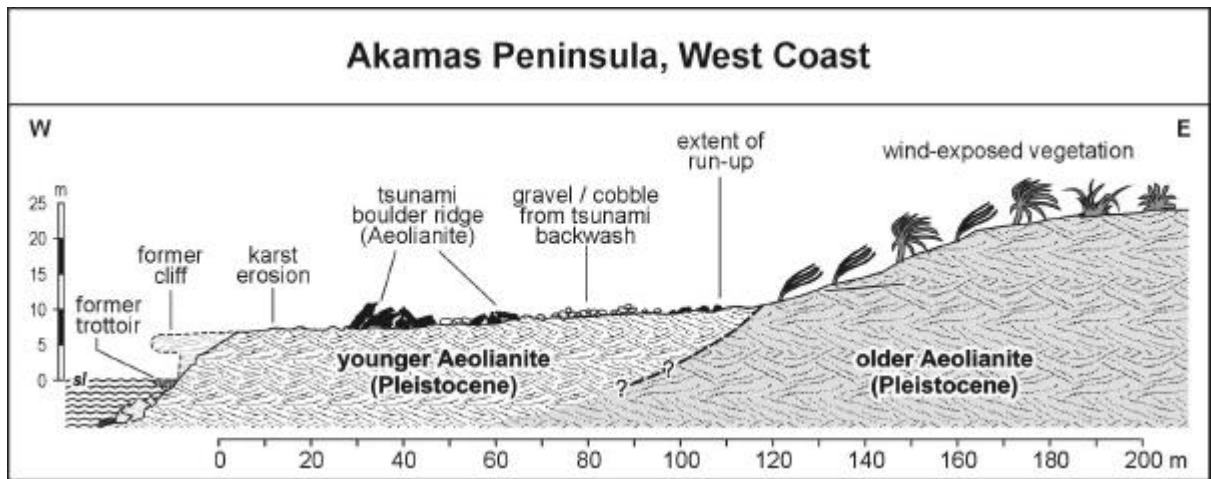 Akamas Peninsula, West Coast
W
E
extent of
run-up
wind-exposed vegetation
m
25
20
15
10
5
0
tsunami
boulder ridge
(Aeolianite)
gravel / cobble
from tsunami
backwash
former
cliff
karst
erosion
former
trottoir
sl
younger Aeolianite
(Pleistocene)
?
?
older Aeolianite
(Pleistocene)
0 20 40 60 80 100 120 140 160 180 200 m